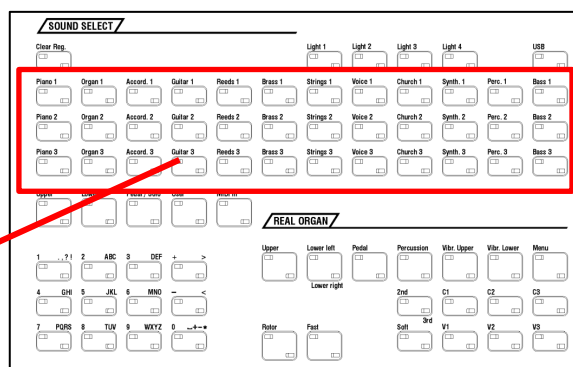 SOUND SELECT
Clear Reg. Light 1 Light 2 Light 3 Light 4 USB
Piano 1 Organ 1 Accord. 1 Guitar 1 Reeds 1 Brass 1 Strings 1 Voice 1 Church 1 Synth. 1 Perc. 1 Bass 1
Piano 2 Organ 2 Accord. 2 Guitar 2 Reeds 2 Brass 2 Strings 2 Voice 2 Church 2 Synth. 2 Perc. 2 Bass 2
Piano 3 Organ 3 Accord. 3 Guitar 3 Reeds 3 Brass 3 Strings 3 Voice 3 Church 3 Synth. 3 Perc. 3 Bass 3
Upper
REAL ORGAN
Upper Lower left Pedal Percussion Vibr. Upper Vibr. Lower Menu
Lower right
1 . ,? ! 2 ABC 3 DEF + >
4 GHI 5 JKL 6 MNO – <
2nd C1 C2 C3
3rd
7 PQRS 8 TUV 9 WXYZ 0 ⎵+–*
Rotor Fast Soft V1 V2 V3